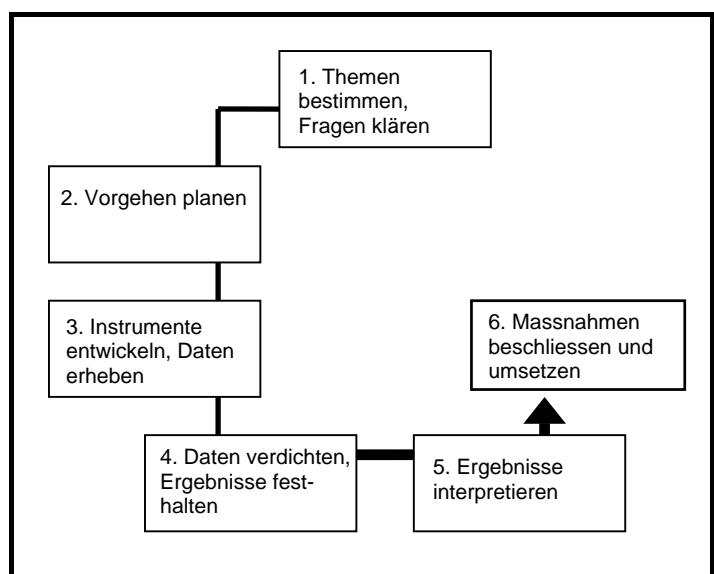 1. Themen
bestimmen,
Fragen klären
2. Vorgehen planen
3. Instrumente
entwickeln, Daten
erheben
4. Daten verdichten,
Ergebnisse fest-
halten
5. Ergebnisse
interpretieren
6. Massnahmen
beschliessen und
umsetzen